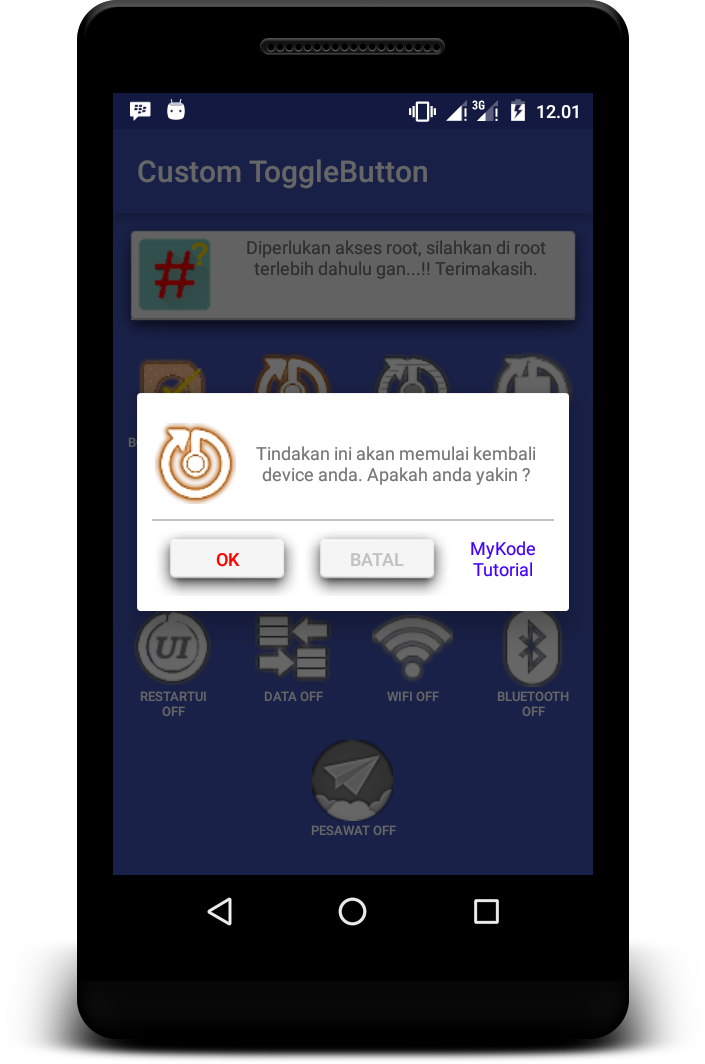 3G
12.01
Custom ToggleButton
#?
Diperlukan akses root, silahkan di root
terlebih dahulu gan...!! Terimakasih.
Tindakan ini akan memulai kembali
device anda. Apakah anda yakin ?
OK
BATAL
MyKode
Tutorial
UI
RESTARTUI
OFF
DATA OFF
WIFI OFF
BLUETOOTH
OFF
PESAWAT OFF